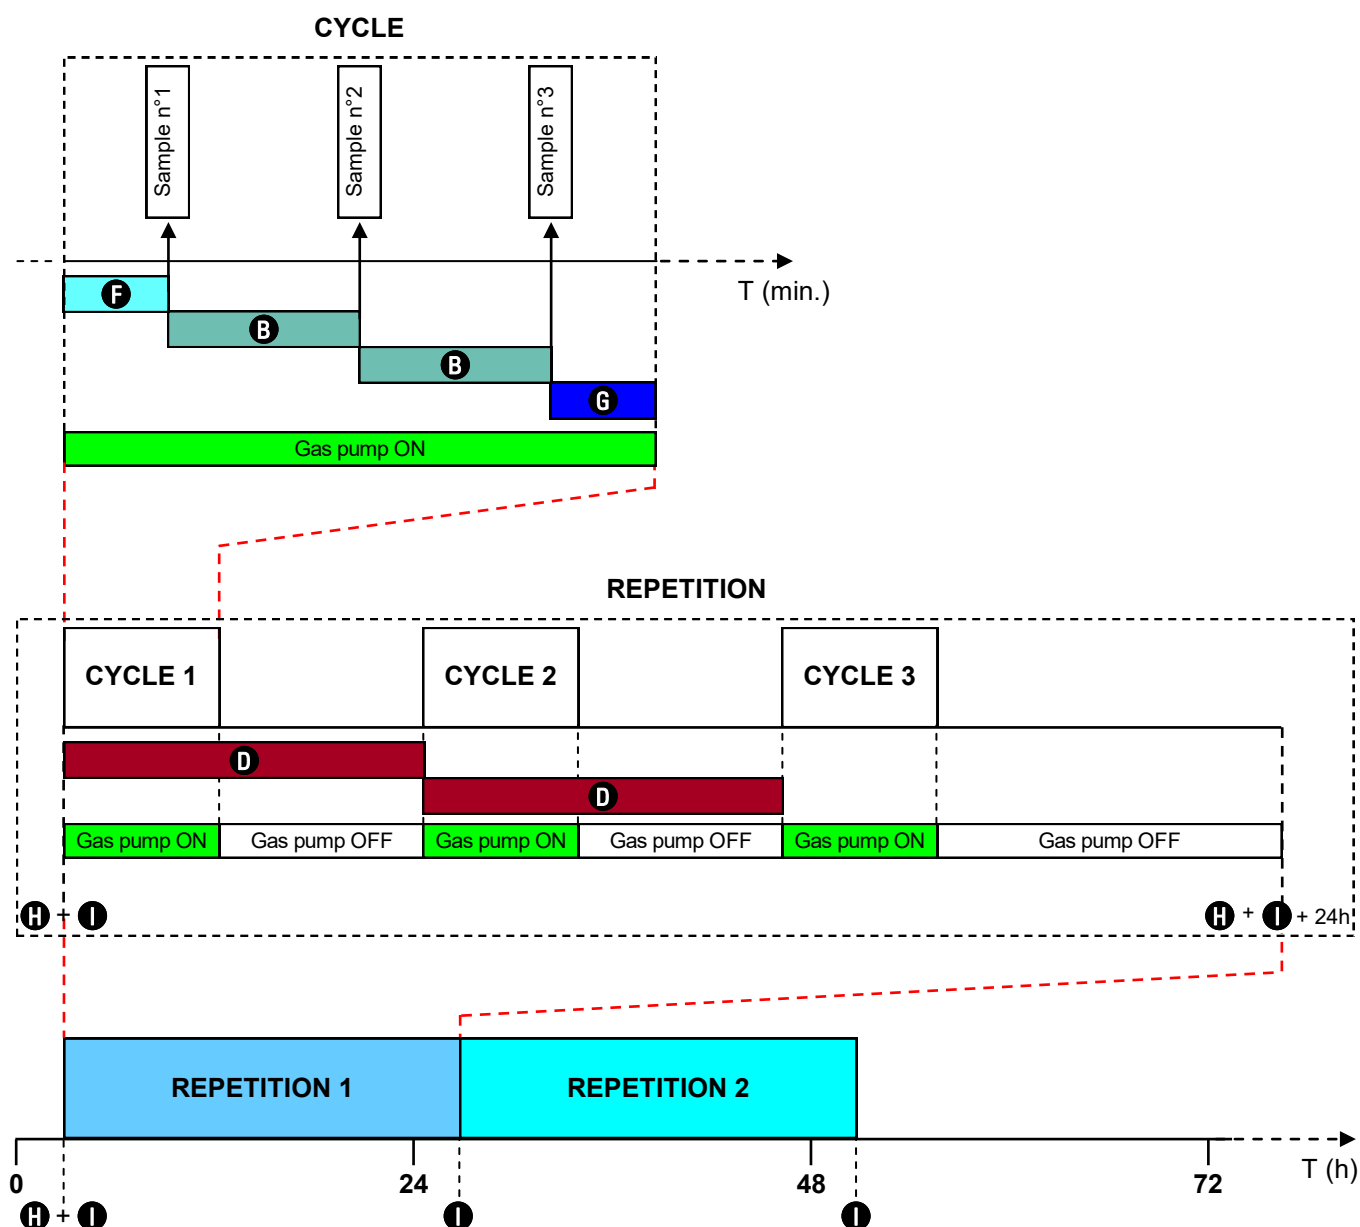 CYCLE
Sample n°1
Sample n°2
Sample n°3
T (min.)
F
B
B
G
Gas pump ON
REPETITION
CYCLE 1 CYCLE 2 CYCLE 3
D
D
Gas pump ON Gas pump OFF Gas pump ON Gas pump OFF Gas pump ON Gas pump OFF
H + I H + I + 24h
REPETITION 1 REPETITION 2
0 24 48 72 T (h)
H + I I I